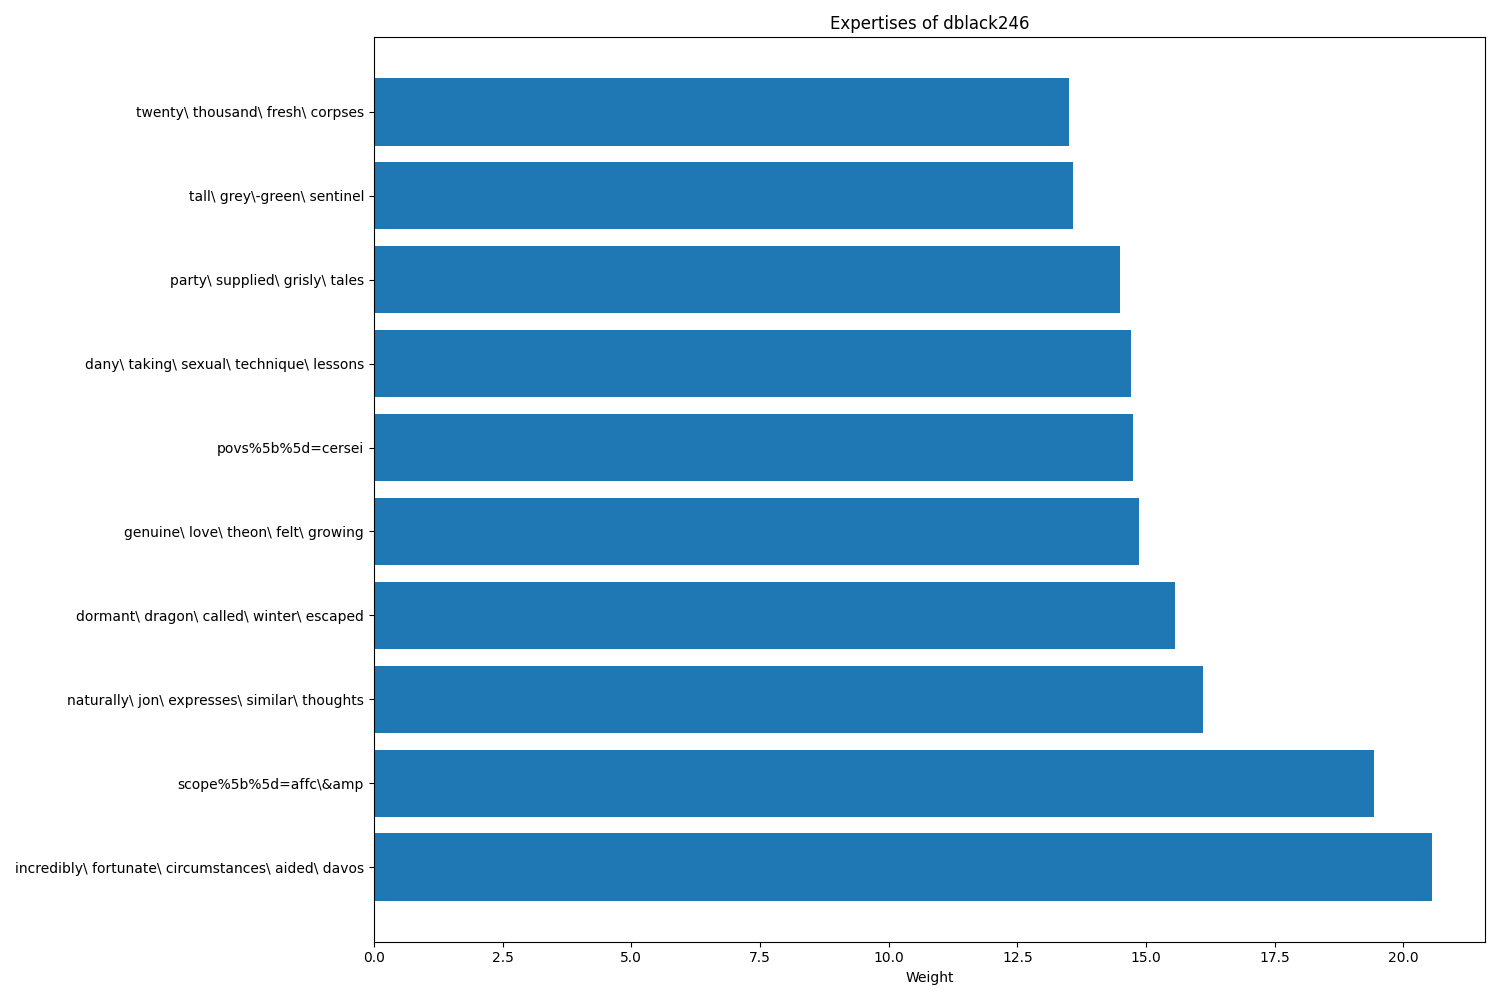 Expertises of dblack246
twenty\ thousand\ fresh\ corpses
tall\ grey\-green\ sentinel
party\ supplied\ grisly\ tales
dany\ taking\ sexual\ technique\ lessons
povs%5b%5d=cersei
genuine\ love\ theon\ felt\ growing
dormant\ dragon\ called\ winter\ escaped
naturally\ jon\ expresses\ similar\ thoughts
scope%5b%5d=affc\&amp
incredibly\ fortunate\ circumstances\ aided\ davos
0.0 2.5 5.0 7.5 10.0 12.5 15.0 17.5 20.0
Weight